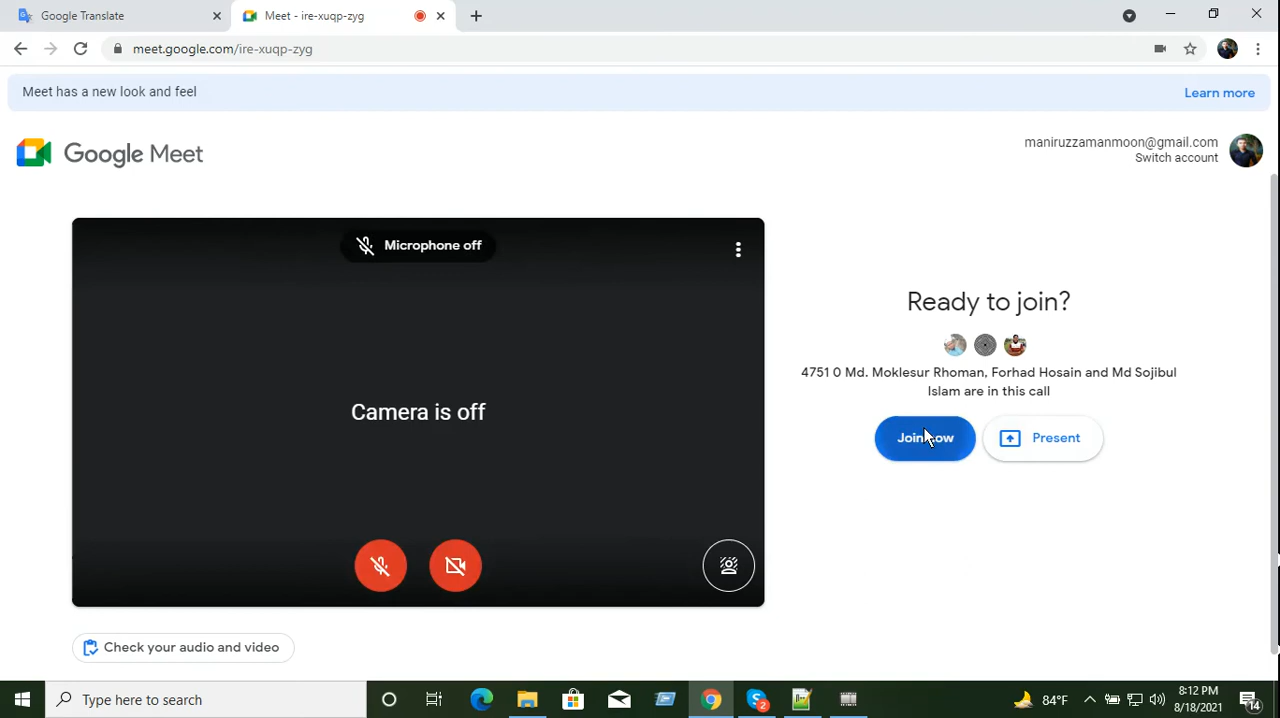 Google Translate
Meet - ire-xuqp-zyg
meet.google.com/ire-xuqp-zyg
Meet has a new look and feel
Learn more
Google Meet
maniruzzamanmoon@gmail.com
Switch account
Microphone off
Camera is off
Ready to join?
4751 0 Md. Moklesur Rhoman, Forhad Hosain and Md Sojibul
Islam are in this call
Join now
Present
Check your audio and video
Type here to search
2
84°F
8:12 PM
8/18/2021
14